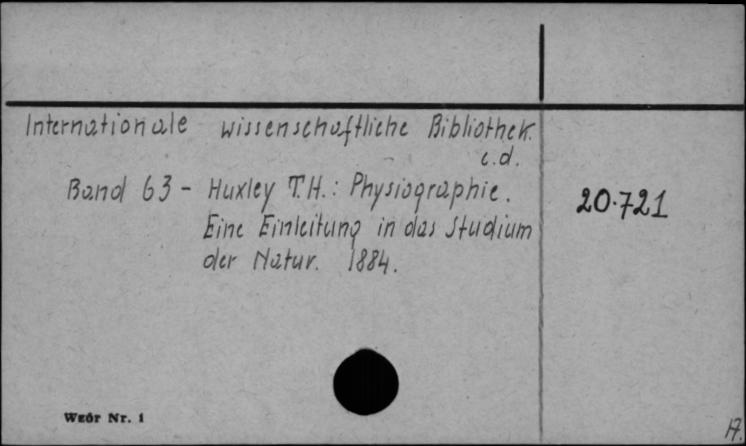 Internationale wissenschaftliche Bibliothek.
c.d.
Band 63 - Huxley T.H.: Physiographie.
20.721
Eine Einleitung in das Studium
der Natur. 1884.
Wzór Nr. 1